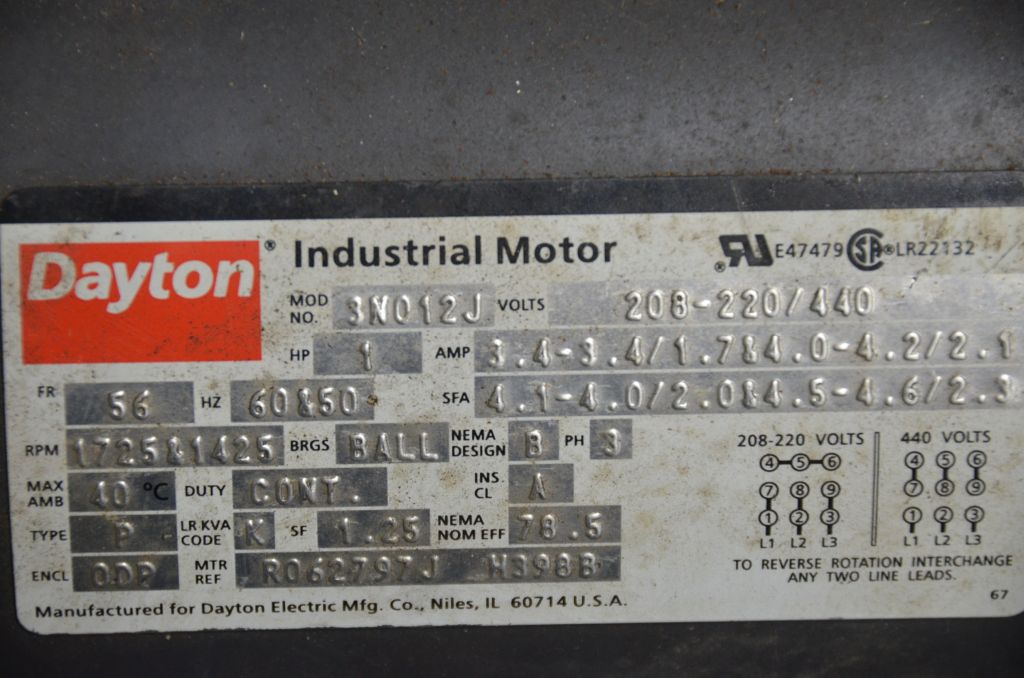 Dayton® Industrial Motor
®RU E47479 SA®LR22132
MOD NO. 3N012J VOLTS 208-220/440
HP 1 AMP 3.4-3.4/1.7&4.0-4.2/2.1
FR 56 HZ 60&50 SFA 4.1-4.0/2.0&4.5-4.6/2.3
RPM 1725&1425 BRGS BALL NEMA DESIGN B PH 3
MAX AMB 40 °C DUTY CONT. INS CL A
TYPE P LR KVA CODE K SF 1.25 NEMA NOM EFF 78.5
ENCL ODP MTR REF R062797J H398B
Manufactured for Dayton Electric Mfg. Co., Niles, IL 60714 U.S.A.
208-220 VOLTS 440 VOLTS
4 5 6 4 5 6
7 8 9 7 8 9
1 2 3 1 2 3
L1 L2 L3 L1 L2 L3
TO REVERSE ROTATION INTERCHANGE
ANY TWO LINE LEADS.
67